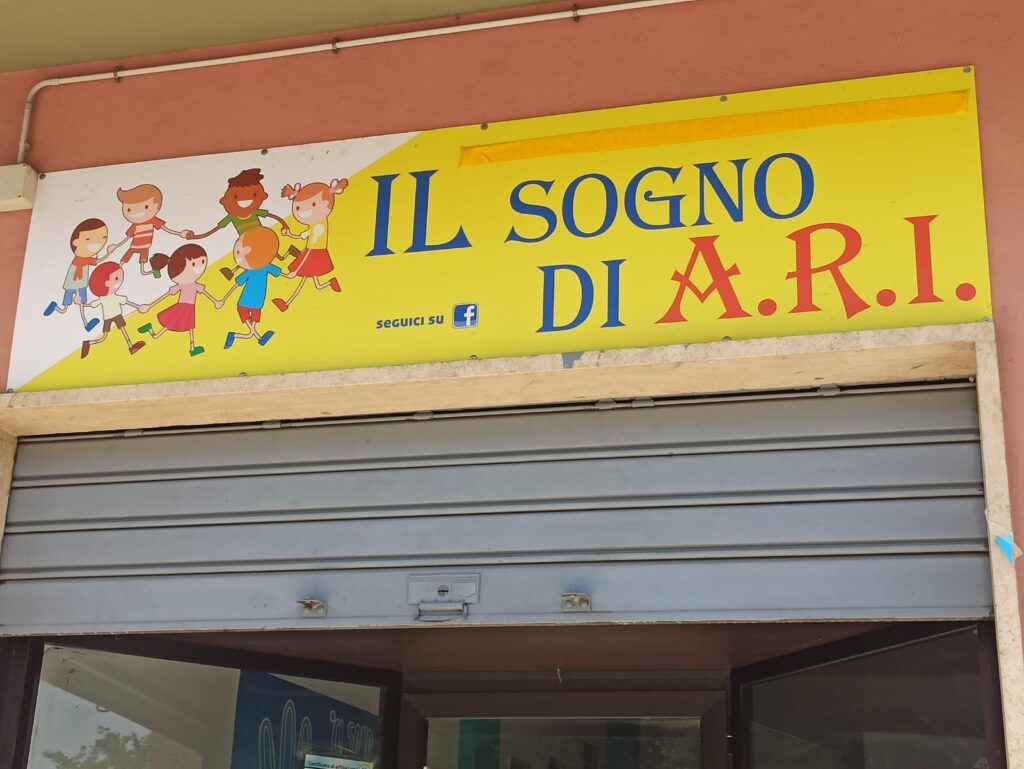 IL SOGNO
DI A.R.I.
SEGUICI SU f